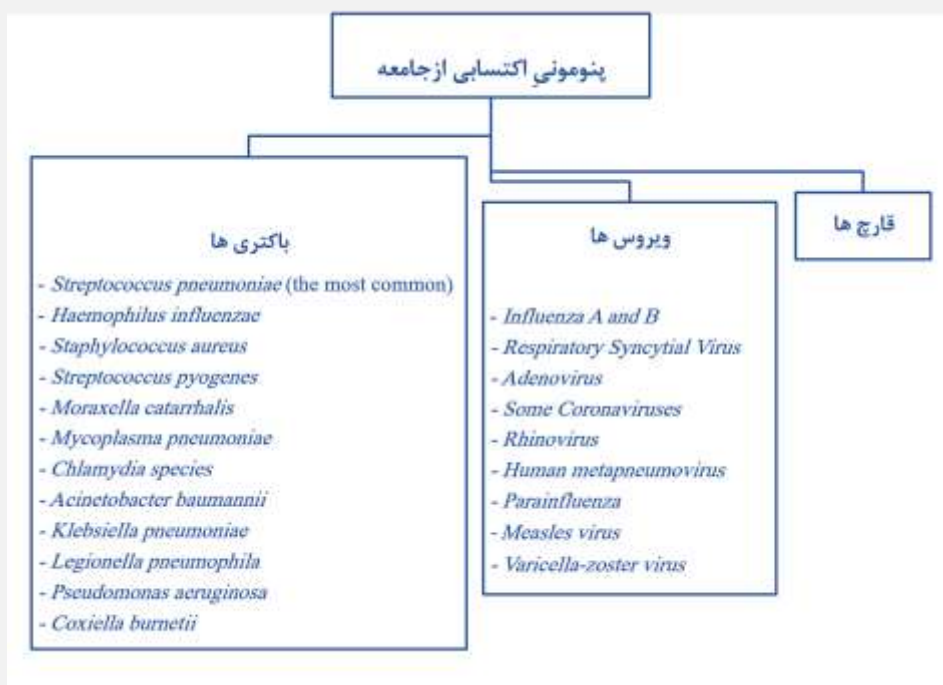 پنومونیِ اکتسابی ازجامعه
باکتری ها
- Streptococcus pneumoniae (the most common)
- Haemophilus influenzae
- Staphylococcus aureus
- Streptococcus pyogenes
- Moraxella catarrhalis
- Mycoplasma pneumoniae
- Chlamydia species
- Acinetobacter baumannii
- Klebsiella pneumoniae
- Legionella pneumophila
- Pseudomonas aeruginosa
- Coxiella burnetii
ویروس ها
- Influenza A and B
- Respiratory Syncytial Virus
- Adenovirus
- Some Coronaviruses
- Rhinovirus
- Human metapneumovirus
- Parainfluenza
- Measles virus
- Varicella-zoster virus
قارچ ها